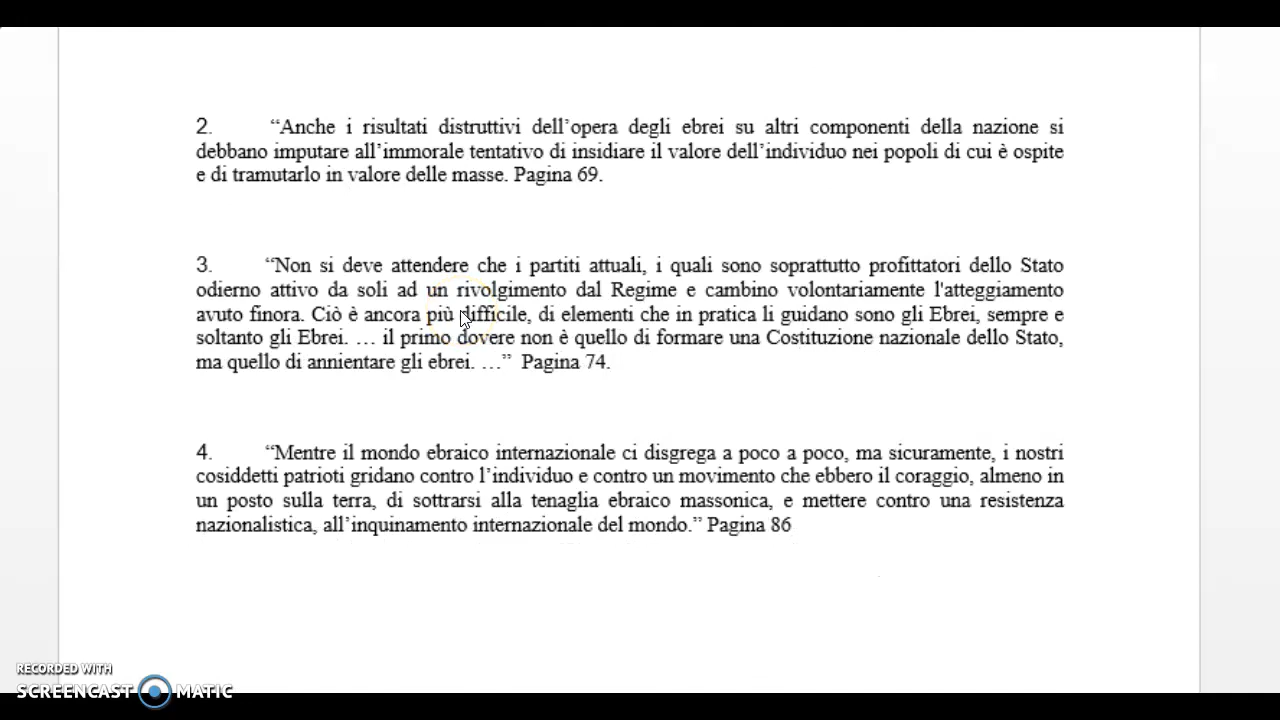 2. “Anche i risultati distruttivi dell’opera degli ebrei su altri componenti della nazione si
debbano imputare all’immorale tentativo di insidiare il valore dell’individuo nei popoli di cui è ospite
e di tramutarlo in valore delle masse. Pagina 69.
3. “Non si deve attendere che i partiti attuali, i quali sono soprattutto profittatori dello Stato
odierno attivo da soli ad un rivolgimento dal Regime e cambino volontariamente l'atteggiamento
avuto finora. Ciò è ancora più difficile, di elementi che in pratica li guidano sono gli Ebrei, sempre e
soltanto gli Ebrei. … il primo dovere non è quello di formare una Costituzione nazionale dello Stato,
ma quello di annientare gli ebrei. …” Pagina 74.
4. “Mentre il mondo ebraico internazionale ci disgrega a poco a poco, ma sicuramente, i nostri
cosiddetti patrioti gridano contro l’individuo e contro un movimento che ebbero il coraggio, almeno in
un posto sulla terra, di sottrarsi alla tenaglia ebraico massonica, e mettere contro una resistenza
nazionalistica, all’inquinamento internazionale del mondo.” Pagina 86
RECORDED WITH
SCREENCAST MATIC